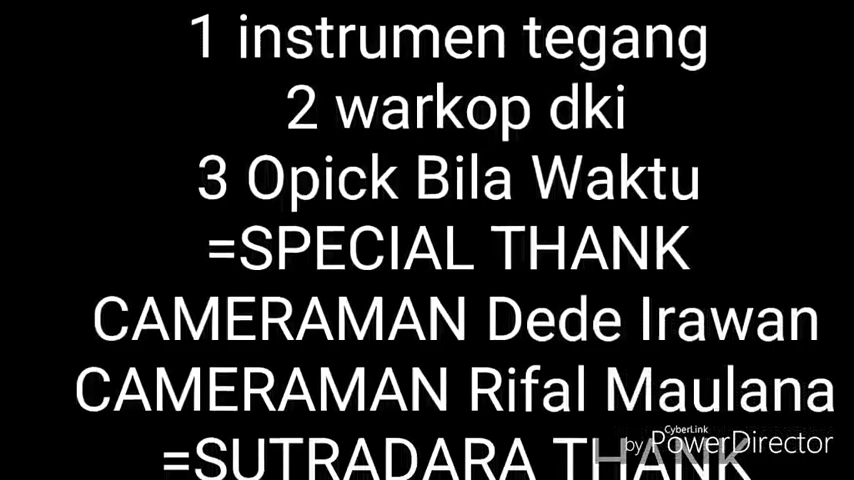 1 instrumen tegang
2 warkop dki
3 Opick Bila Waktu
=SPECIAL THANK
CAMERAMAN Dede Irawan
CAMERAMAN Rifal Maulana
=SUTRADARA THANK
CyberLink
by PowerDirector